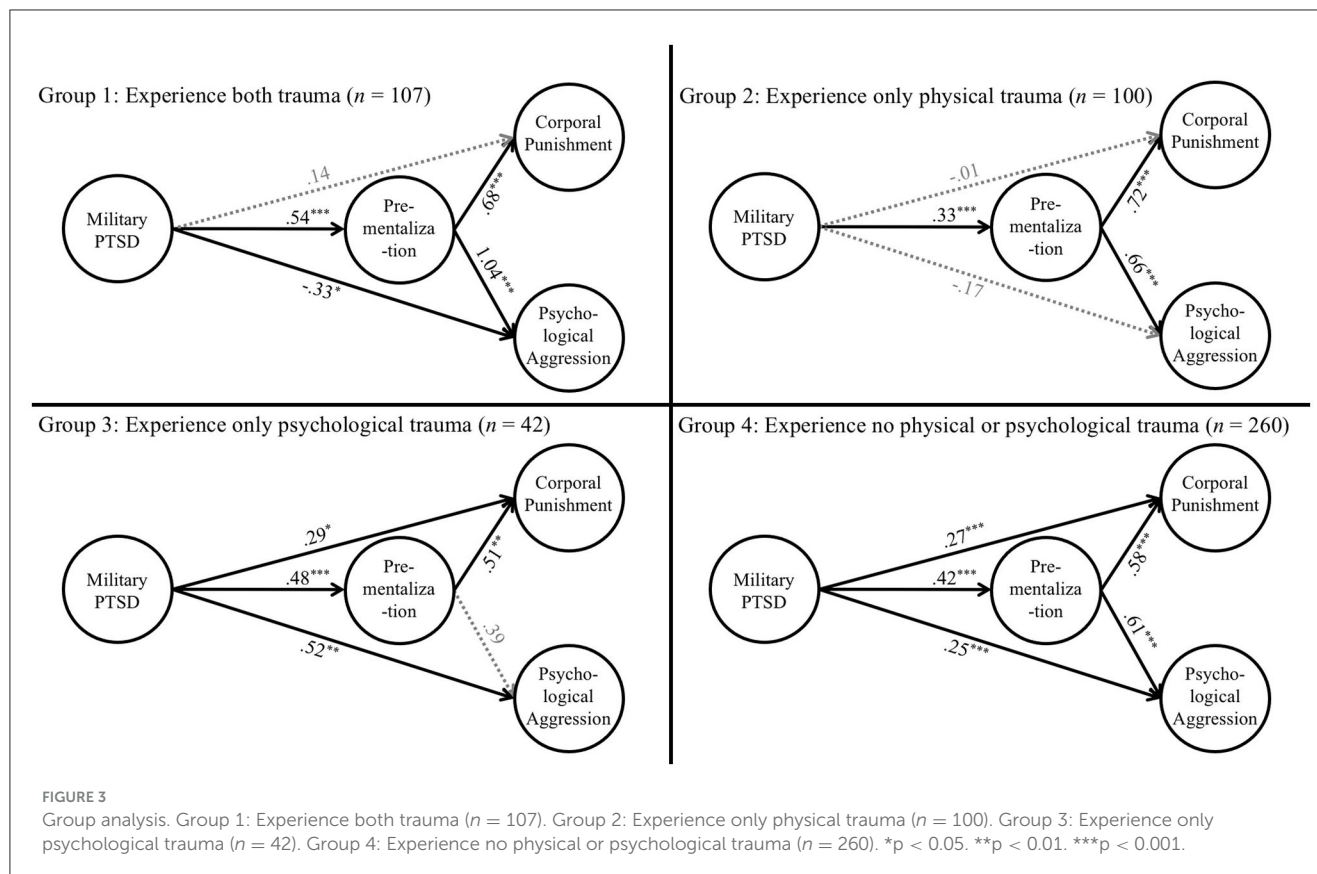 Group 1: Experience both trauma (n = 107)
Corporal
Punishment
.14
.68***
Military
PTSD
.54***
Pre-
mentaliza
-tion
1.04***
-.33*
Psycho-
logical
Aggression
Group 2: Experience only physical trauma (n = 100)
Corporal
Punishment
-.01
.72***
Military
PTSD
.33***
Pre-
mentaliza
-tion
.66***
-.17
Psycho-
logical
Aggression
Group 3: Experience only psychological trauma (n = 42)
Corporal
Punishment
.29*
.51**
Military
PTSD
.48***
Pre-
mentaliza
-tion
.39
.52**
Psycho-
logical
Aggression
Group 4: Experience no physical or psychological trauma (n = 260)
Corporal
Punishment
.27***
.58***
Military
PTSD
.42***
Pre-
mentaliza
-tion
.61***
.25***
Psycho-
logical
Aggression
FIGURE 3
Group analysis. Group 1: Experience both trauma (n = 107). Group 2: Experience only physical trauma (n = 100). Group 3: Experience only
psychological trauma (n = 42). Group 4: Experience no physical or psychological trauma (n = 260). *p < 0.05. **p < 0.01. ***p < 0.001.